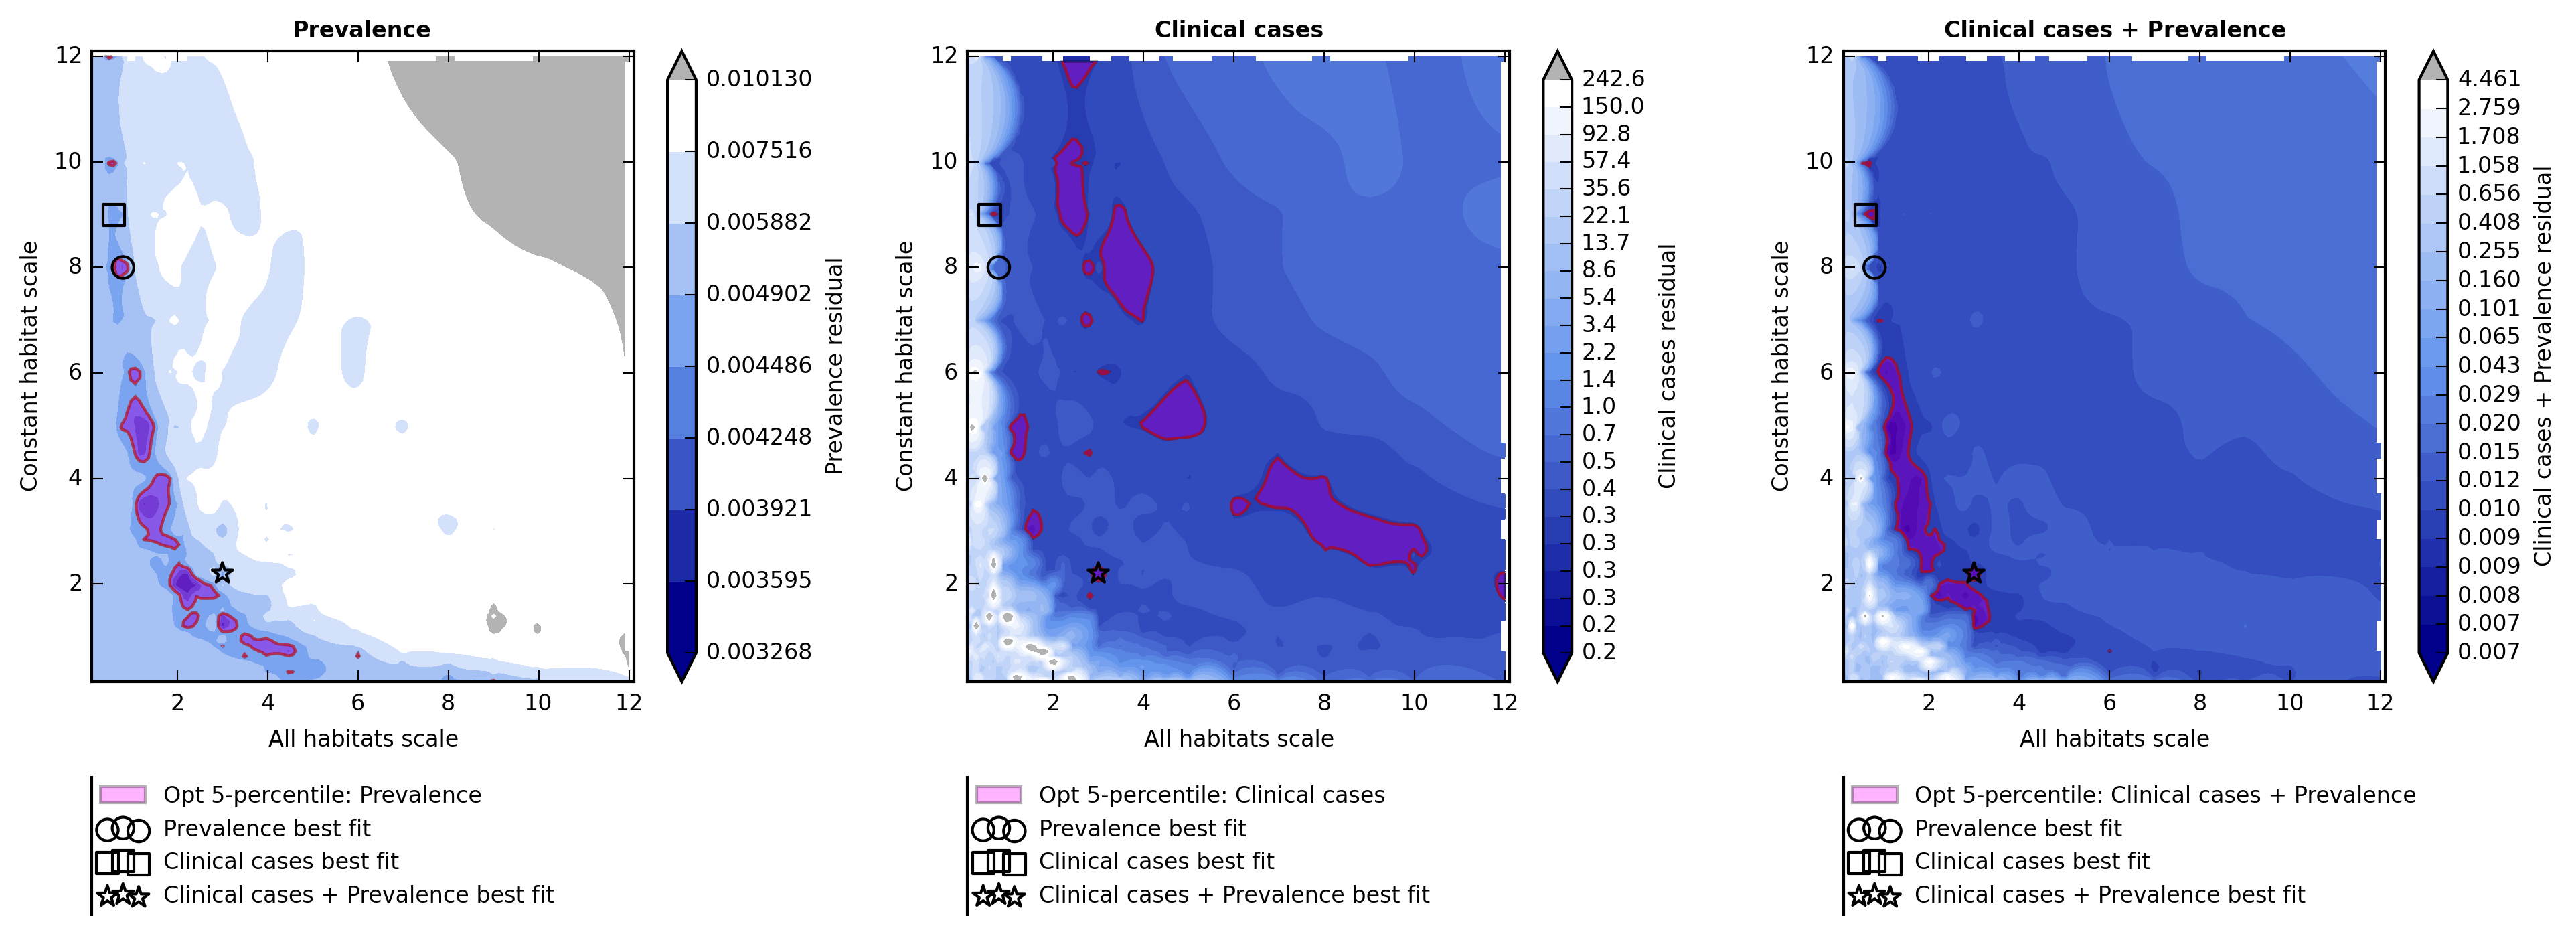 Prevalence
12
10
8
6
4
2
2 4 6 8 10 12
Constant habitat scale
All habitats scale
0.010130
0.007516
0.005882
0.004902
0.004486
0.004248
0.003921
0.003595
0.003268
Prevalence residual
Opt 5-percentile: Prevalence
Prevalence best fit
Clinical cases best fit
Clinical cases + Prevalence best fit
Clinical cases
12
10
8
6
4
2
2 4 6 8 10 12
Constant habitat scale
All habitats scale
242.6
150.0
92.8
57.4
35.6
22.1
13.7
8.6
5.4
3.4
2.2
1.4
1.0
0.7
0.5
0.4
0.3
0.3
0.3
0.3
0.2
0.2
Clinical cases residual
Opt 5-percentile: Clinical cases
Prevalence best fit
Clinical cases best fit
Clinical cases + Prevalence best fit
Clinical cases + Prevalence
12
10
8
6
4
2
2 4 6 8 10 12
Constant habitat scale
All habitats scale
4.461
2.759
1.708
1.058
0.656
0.408
0.255
0.160
0.101
0.065
0.043
0.029
0.020
0.015
0.012
0.010
0.009
0.009
0.008
0.007
0.007
Clinical cases + Prevalence residual
Opt 5-percentile: Clinical cases + Prevalence
Prevalence best fit
Clinical cases best fit
Clinical cases + Prevalence best fit